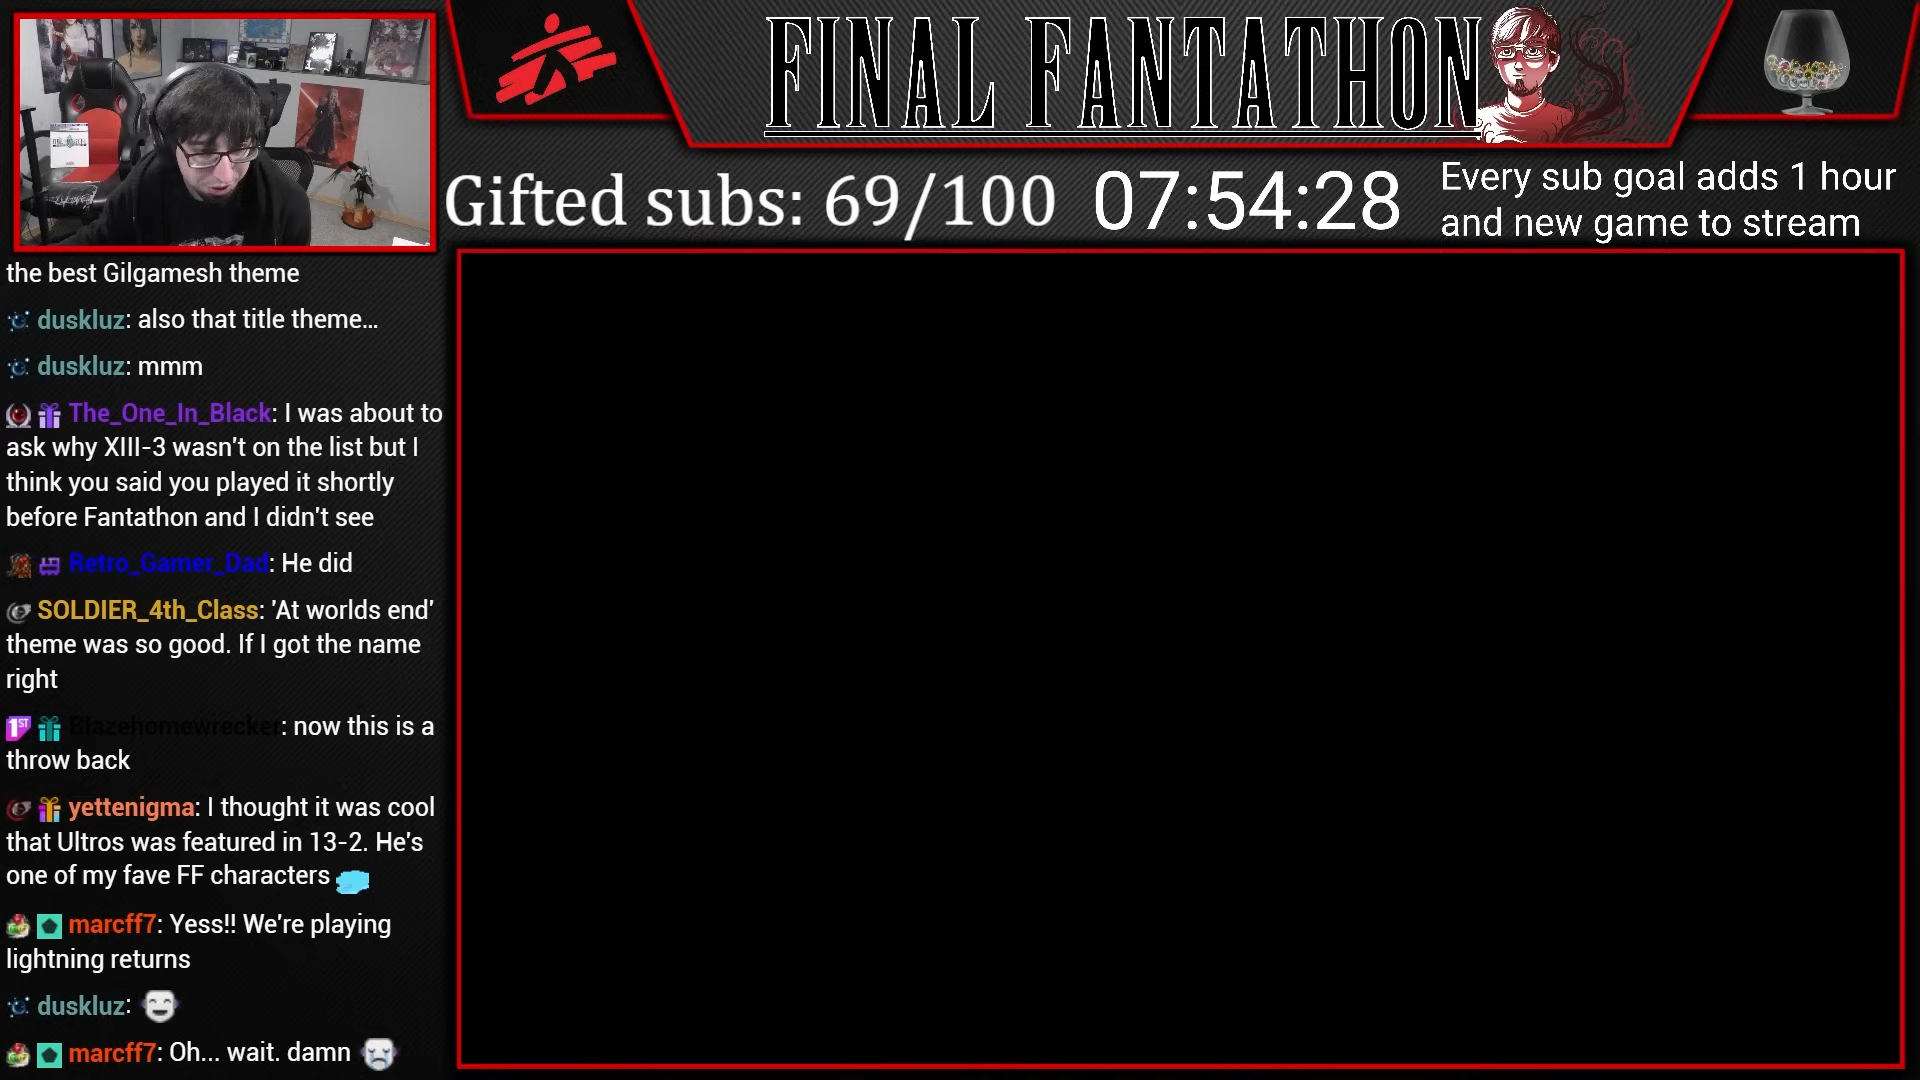 FINAL FANTATHON
Gifted subs: 69/100
07:54:28
Every sub goal adds 1 hour
and new game to stream
the best Gilgamesh theme
duskluz: also that title theme...
duskluz: mmm
The_One_In_Black: I was about to
ask why XIII-3 wasn't on the list but I
think you said you played it shortly
before Fantathon and I didn't see
Retro_Gamer_Dad: He did
SOLDIER_4th_Class: 'At worlds end'
theme was so good. If I got the name
right
1ST Blazehomewrecker: now this is a
throw back
yettenigma: I thought it was cool
that Ultros was featured in 13-2. He's
one of my fave FF characters
marcff7: Yess!! We're playing
lightning returns
duskluz:
marcff7: Oh... wait. damn